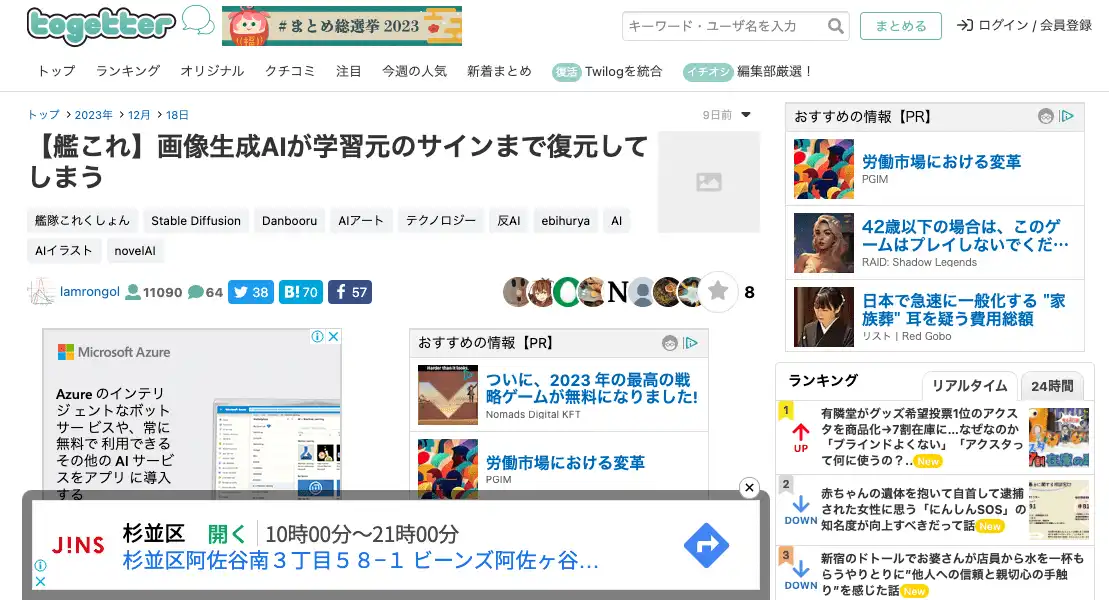 togetter
#まとめ総選挙 2023
福
キーワード・ユーザ名を入力
まとめる
ログイン / 会員登録
トップ
ランキング
オリジナル
クチコミ
注目
今週の人気
新着まとめ
復活 Twilogを統合
イチオシ 編集部厳選！
トップ 2023年 12月 18日
9日前
【艦これ】画像生成AIが学習元のサインまで復元して
しまう
艦隊これくしょん
Stable Diffusion
Danbooru
AIアート
テクノロジー
反AI
ebihurya
AI
AIイラスト
novelAI
lamrongol
11090
64
38
B! 70
57
N
8
Microsoft Azure
Azure のインテリ
ジェントなボット
サービスや、常に
無料で 利用できる
その他の AI サービ
スをアプリ に導入
する
おすすめの情報【PR】
Harder than it looks.
ついに、2023 年の最高の戦
略ゲームが無料になりました!
Nomads Digital KFT
労働市場における変革
PGIM
おすすめの情報【PR】
労働市場における変革
PGIM
42歳以下の場合は、このゲ
ームはプレイしないでくだ…
RAID: Shadow Legends
日本で急速に一般化する "家
族葬" 耳を疑う費用総額
リスト | Red Gobo
ランキング
リアルタイム
24時間
1
UP
有隣堂がグッズ希望投票1位のアクス
タを商品化→7割在庫に...なぜなのか
「ブラインドよくない」「アクスタっ
て何に使うの？.. New
2
DOWN
赤ちゃんの遺体を抱いて自首して逮捕
された女性に思う「にんしんSOS」の
知名度が向上すべきだって話 New
3
DOWN
新宿のドトールでお婆さんが店員から水を一杯も
らうやりとりに”他人への信頼と親切心の手触
り”を感じた話 New
JINS
杉並区 開く 10時00分〜21時00分
杉並区阿佐谷南３丁目５８−１ ビーンズ阿佐ヶ谷…